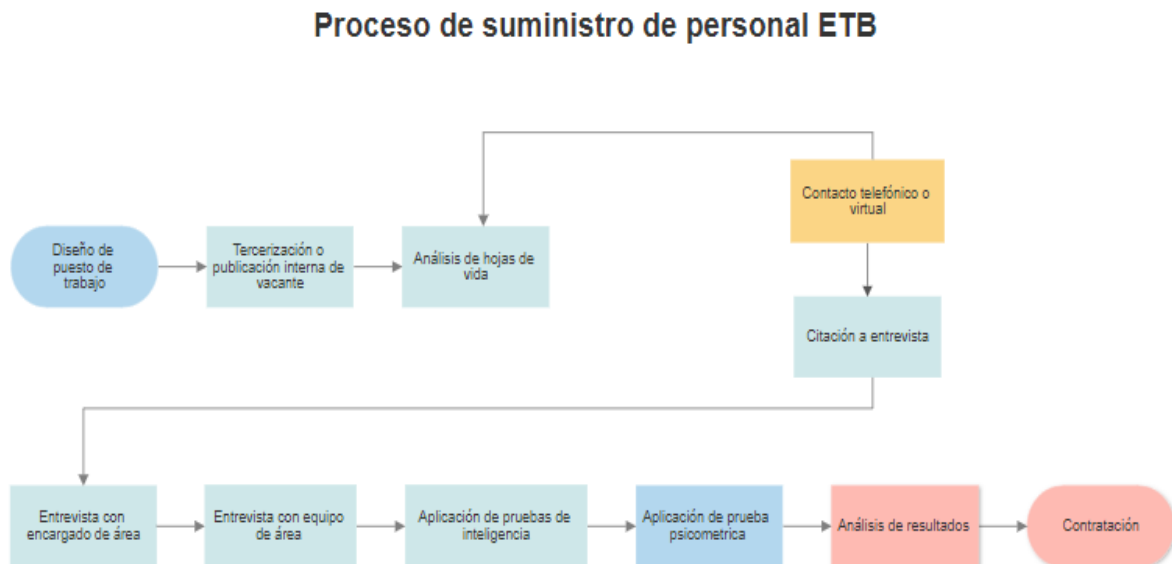 Proceso de suministro de personal ETB
Contacto telefónico o
virtual
Diseño de
puesto de
trabajo
Tercerización o
publicación interna de
vacante
Análisis de hojas de
vida
Citación a entrevista
Entrevista con
encargado de área
Entrevista con equipo
de área
Aplicación de pruebas de
inteligencia
Aplicación de prueba
psicometrica
Análisis de resultados
Contratación